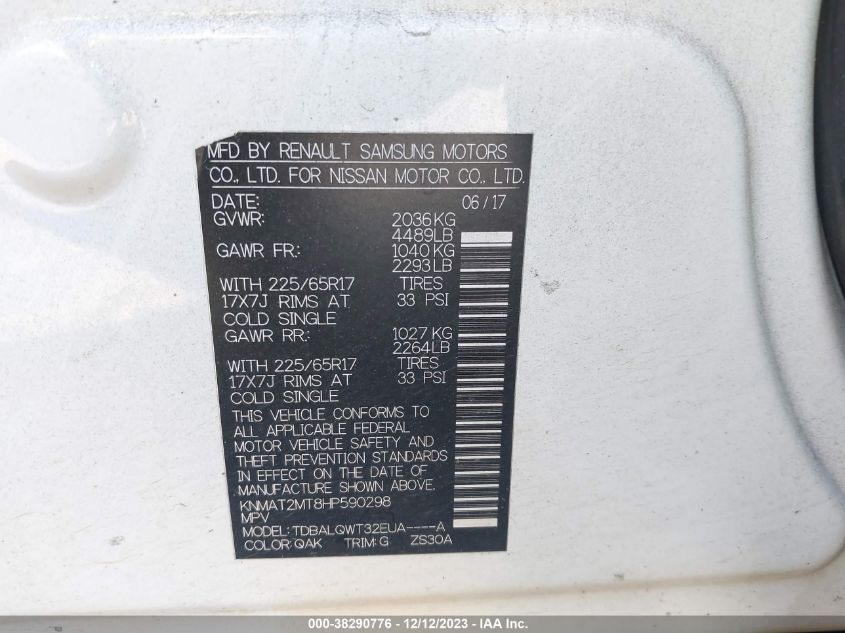 MFD BY RENAULT SAMSUNG MOTORS
CO., LTD. FOR NISSAN MOTOR CO., LTD.
DATE: 06/17
GVWR: 2036KG
4489LB
GAWR FR.: 1040KG
2293LB
WITH 225/65R17 TIRES
17X7J RIMS AT 33 PSI
COLD SINGLE
GAWR RR.: 1027KG
2264LB
WITH 225/65R17 TIRES
17X7J RIMS AT 33 PSI
COLD SINGLE
THIS VEHICLE CONFORMS TO
ALL APPLICABLE FEDERAL
MOTOR VEHICLE SAFETY AND
THEFT PREVENTION STANDARDS
IN EFFECT ON THE DATE OF
MANUFACTURE SHOWN ABOVE.
KNMAT2MT8HP590298
MPV
MODEL:TDBALQWT32EUA----A
COLOR:QAK TRIM:G ZS30A
000-38290776 - 12/12/2023 - IAA Inc.